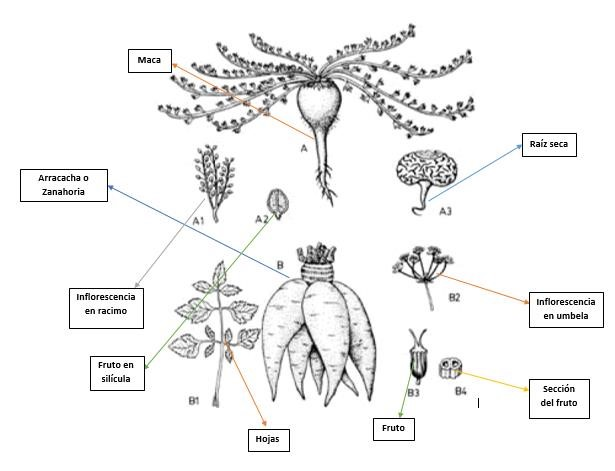 Maca
A
Raíz seca
Arracacha o
Zanahoria
A1
A2
A3
B
B2
Inflorescencia
en racimo
Inflorescencia
en umbela
Fruto en
silícula
B1
B3
B4
Sección
del fruto
Hojas
Fruto